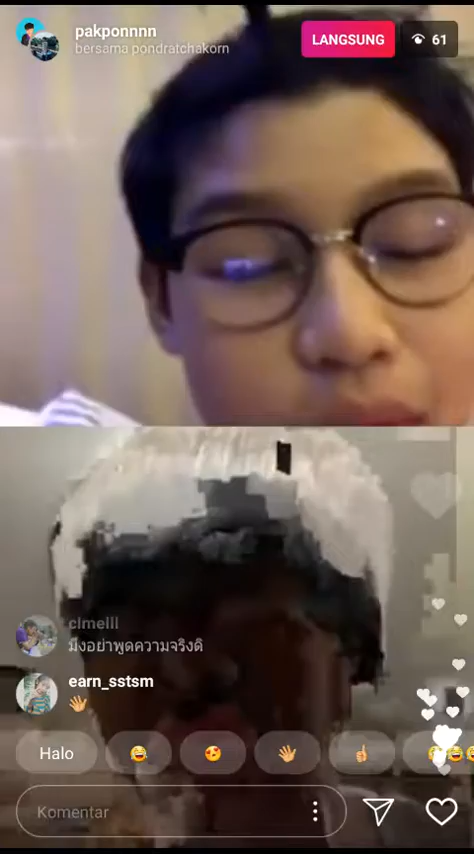 pakponnnn
bersama pondratchakorn
LANGSUNG
61
clmelll
มึงอย่าพูดความจริงดิ
earn_sstsm
👋
Halo
😂 😍 👋 👍
Komentar